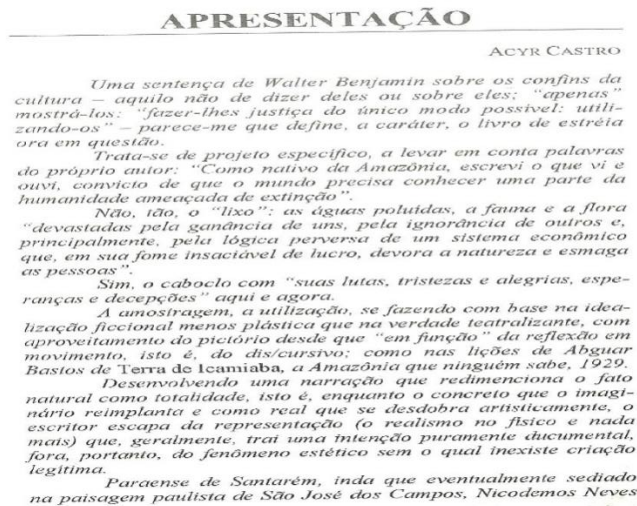 APRESENTAÇÃO
ACYR CASTRO
Uma sentença de Walter Benjamin sobre os confins da
cultura – aquilo não de dizer deles ou sobre eles; "apenas"
mostrá-los: "fazer-lhes justiça do único modo possível: utili-
zando-os" – parece-me que define, a caráter, o livro de estréia
ora em questão.
Trata-se de projeto específico, a levar em conta palavras
do próprio autor: "Como nativo da Amazônia, escrevi o que vi e
ouvi, convicto de que o mundo precisa conhecer uma parte da
humanidade ameaçada de extinção".
Não, tão, o "lixo": as águas poluídas, a fauna e a flora
"devastadas pela ganância de uns, pela ignorância de outros e,
principalmente, pela lógica perversa de um sistema econômico
que, em sua fome insaciável de lucro, devora a natureza e esmaga
as pessoas".
Sim, o caboclo com "suas lutas, tristezas e alegrias, espe-
ranças e decepções" aqui e agora.
A amostragem, a utilização, se fazendo com base na idea-
lização ficcional menos plástica que na verdade teatralizante, com
aproveitamento do pictório desde que "em função" da reflexão em
movimento, isto é, do dis/cursivo; como nas lições de Abguar
Bastos de Terra de Icamiaba, a Amazônia que ninguém sabe, 1929.
Desenvolvendo uma narração que redimenciona o fato
natural como totalidade, isto é, enquanto o concreto que o imagi-
nário reimplanta e como real que se desdobra artisticamente, o
escritor escapa da representação (o realismo no físico e nada
mais) que, geralmente, trai uma intenção puramente ducumental,
fora, portanto, do fenômeno estético sem o qual inexiste criação
legítima.
Paraense de Santarém, inda que eventualmente sediado
na paisagem paulista de São José dos Campos, Nicodemos Neves